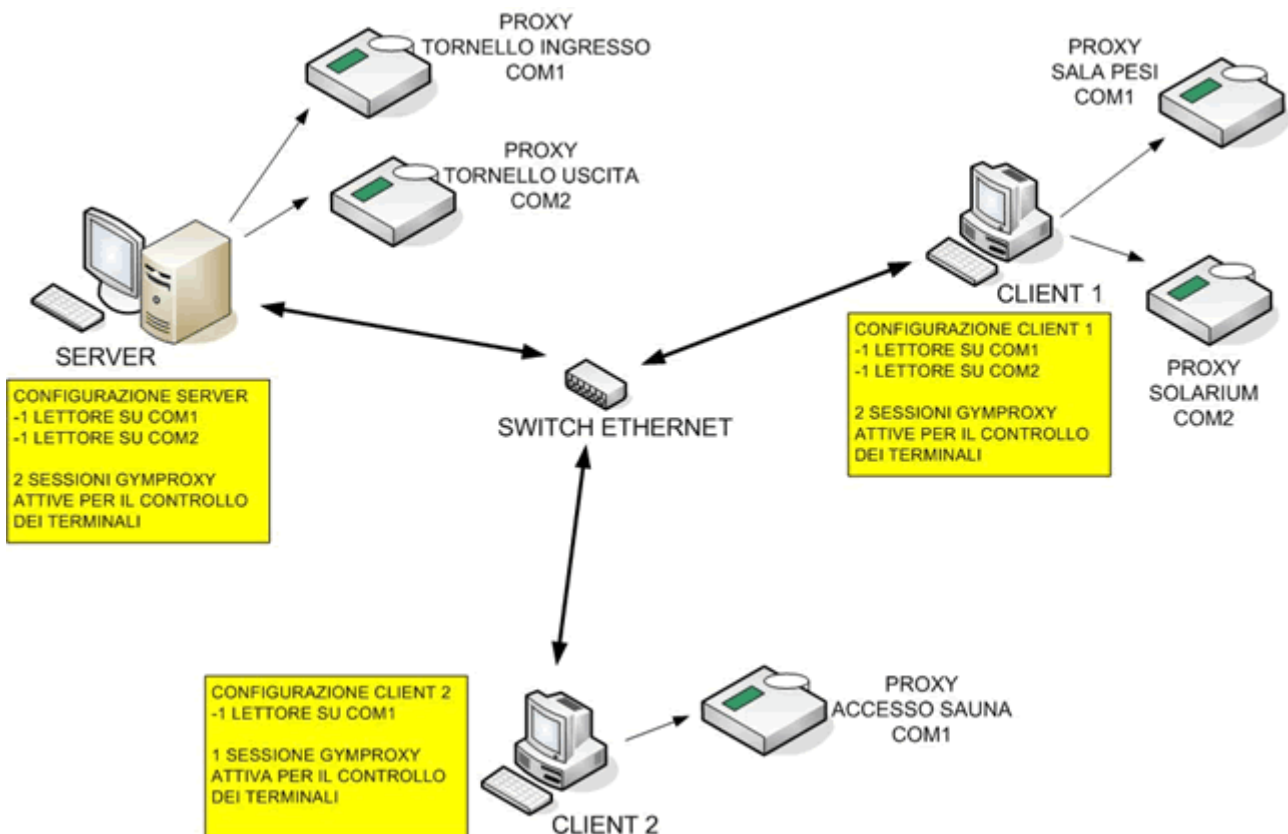 PROXY
TORNELLO INGRESSO
COM1
PROXY
TORNELLO USCITA
COM2
PROXY
SALA PESI
COM1
SERVER
CONFIGURAZIONE SERVER
-1 LETTORE SU COM1
-1 LETTORE SU COM2
2 SESSIONI GYMPROXY
ATTIVE PER IL CONTROLLO
DEI TERMINALI
SWITCH ETHERNET
CLIENT 1
CONFIGURAZIONE CLIENT 1
-1 LETTORE SU COM1
-1 LETTORE SU COM2
2 SESSIONI GYMPROXY
ATTIVE PER IL CONTROLLO
DEI TERMINALI
PROXY
SOLARIUM
COM2
CONFIGURAZIONE CLIENT 2
-1 LETTORE SU COM1
1 SESSIONE GYMPROXY
ATTIVA PER IL CONTROLLO
DEI TERMINALI
CLIENT 2
PROXY
ACCESSO SAUNA
COM1